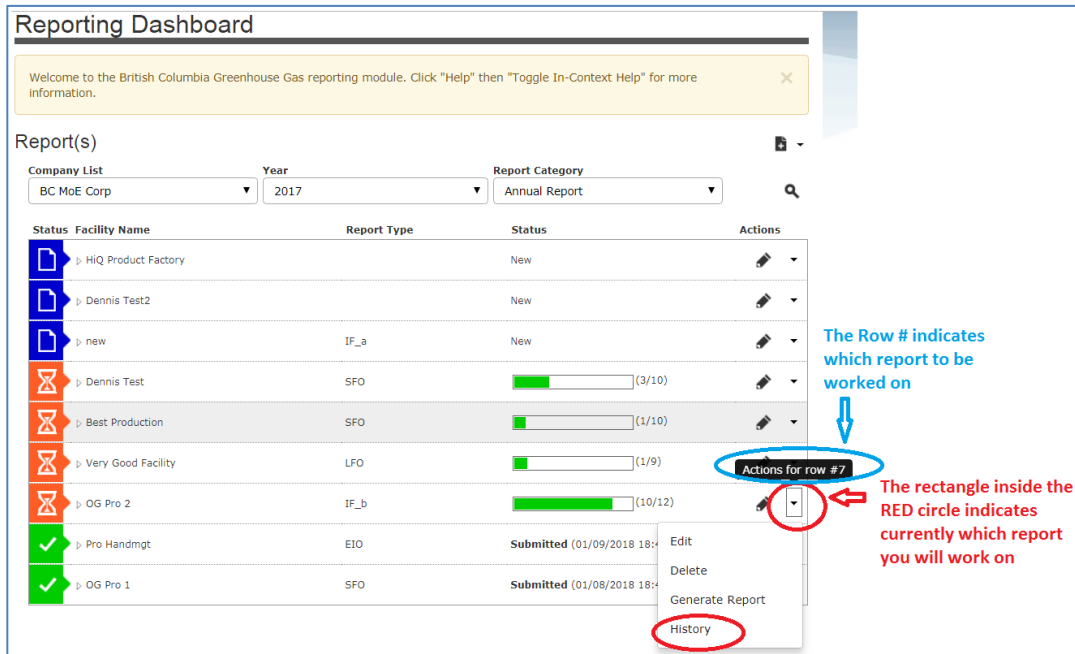 Reporting Dashboard
Welcome to the British Columbia Greenhouse Gas reporting module. Click "Help" then "Toggle In-Context Help" for more
information.
Report(s)
Company List Year Report Category
BC MoE Corp 2017 Annual Report
Status Facility Name Report Type Status Actions
HiQ Product Factory New
Dennis Test2 New
new IF_a New
The Row # indicates
which report to be
worked on
Dennis Test SFO (3/10)
Best Production SFO (1/10)
Very Good Facility LFO (1/9)
Actions for row #7
OG Pro 2 IF_b (10/12)
The rectangle inside the
RED circle indicates
currently which report
you will work on
Pro Handmgt EIO Submitted (01/09/2018 18:4
OG Pro 1 SFO Submitted (01/08/2018 18:4
Edit
Delete
Generate Report
History